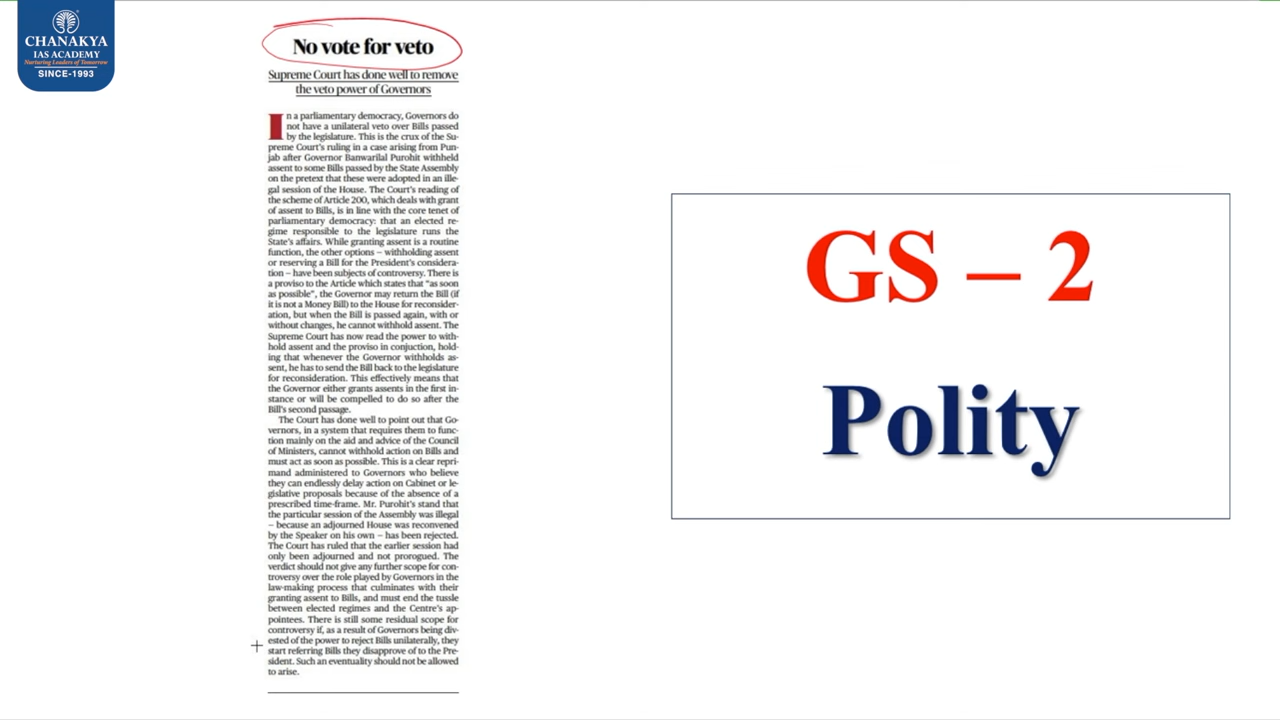 CHANAKYA
IAS ACADEMY
Nurturing Leaders of Tomorrow
SINCE-1993
No vote for veto
Supreme Court has done well to remove
the veto power of Governors
In a parliamentary democracy, Governors do
not have a unilateral veto over Bills passed
by the legislature. This is the crux of the Su-
preme Court's ruling in a case arising from Pun-
jab after Governor Banwarilal Purohit withheld
assent to some Bills passed by the State Assembly
on the pretext that these were adopted in an ille-
gal session of the House. The Court's reading of
the scheme of Article 200, which deals with grant
of assent to Bills, is in line with the core tenet of
parliamentary democracy: that an elected re-
gime responsible to the legislature runs the
State's affairs. While granting assent is a routine
function, the other options – withholding assent
or reserving a Bill for the President's considera-
tion – have been subjects of controversy. There is
a proviso to the Article which states that "as soon
as possible", the Governor may return the Bill (if
it is not a Money Bill) to the House for reconsider-
ation, but when the Bill is passed again, with or
without changes, he cannot withhold assent. The
Supreme Court has now read the power to with-
hold assent and the proviso in conjuction, hold-
ing that whenever the Governor withholds as-
sent, he has to send the Bill back to the legislature
for reconsideration. This effectively means that
the Governor either grants assents in the first in-
stance or will be compelled to do so after the
Bill's second passage.
The Court has done well to point out that Go-
vernors, in a system that requires them to func-
tion mainly on the aid and advice of the Council
of Ministers, cannot withhold action on Bills and
must act as soon as possible. This is a clear repri-
mand administered to Governors who believe
they can endlessly delay action on Cabinet or le-
gislative proposals because of the absence of a
prescribed time-frame. Mr. Purohit's stand that
the particular session of the Assembly was illegal
– because an adjourned House was reconvened
by the Speaker on his own – has been rejected.
The Court has ruled that the earlier session had
only been adjourned and not prorogued. The
verdict should not give any further scope for con-
troversy over the role played by Governors in the
law-making process that culminates with their
granting assent to Bills, and must end the tussle
between elected regimes and the Centre's ap-
pointees. There is still some residual scope for
controversy if, as a result of Governors being div-
ested of the power to reject Bills unilaterally, they
start referring Bills they disapprove of to the Pre-
sident. Such an eventuality should not be allowed
to arise.
GS – 2
Polity